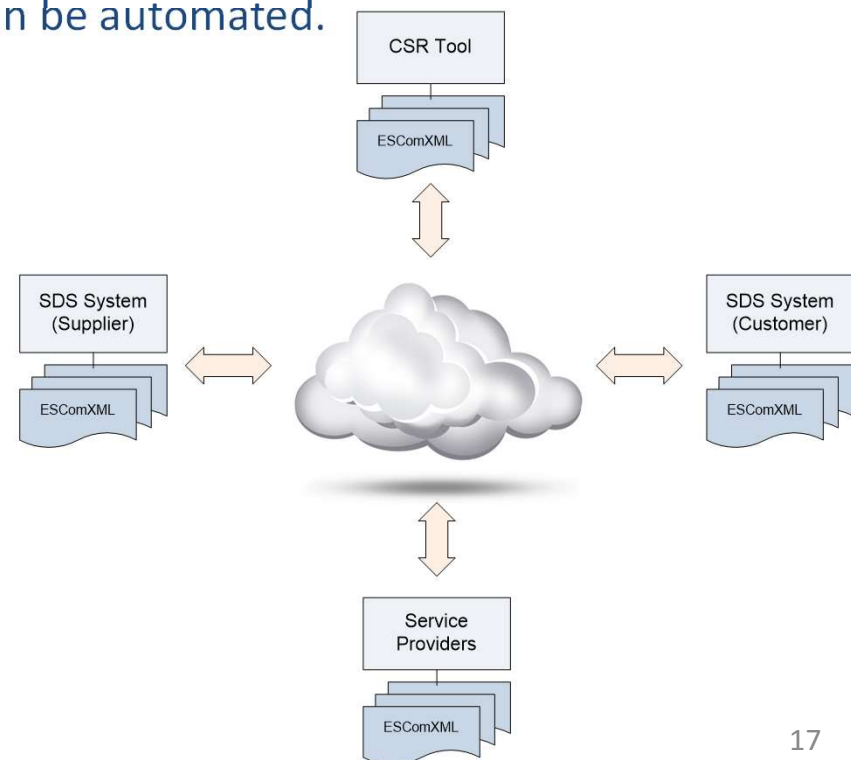 n be automated.
CSR Tool
ESComXML
SDS System
(Supplier)
ESComXML
SDS System
(Customer)
ESComXML
Service
Providers
ESComXML
17